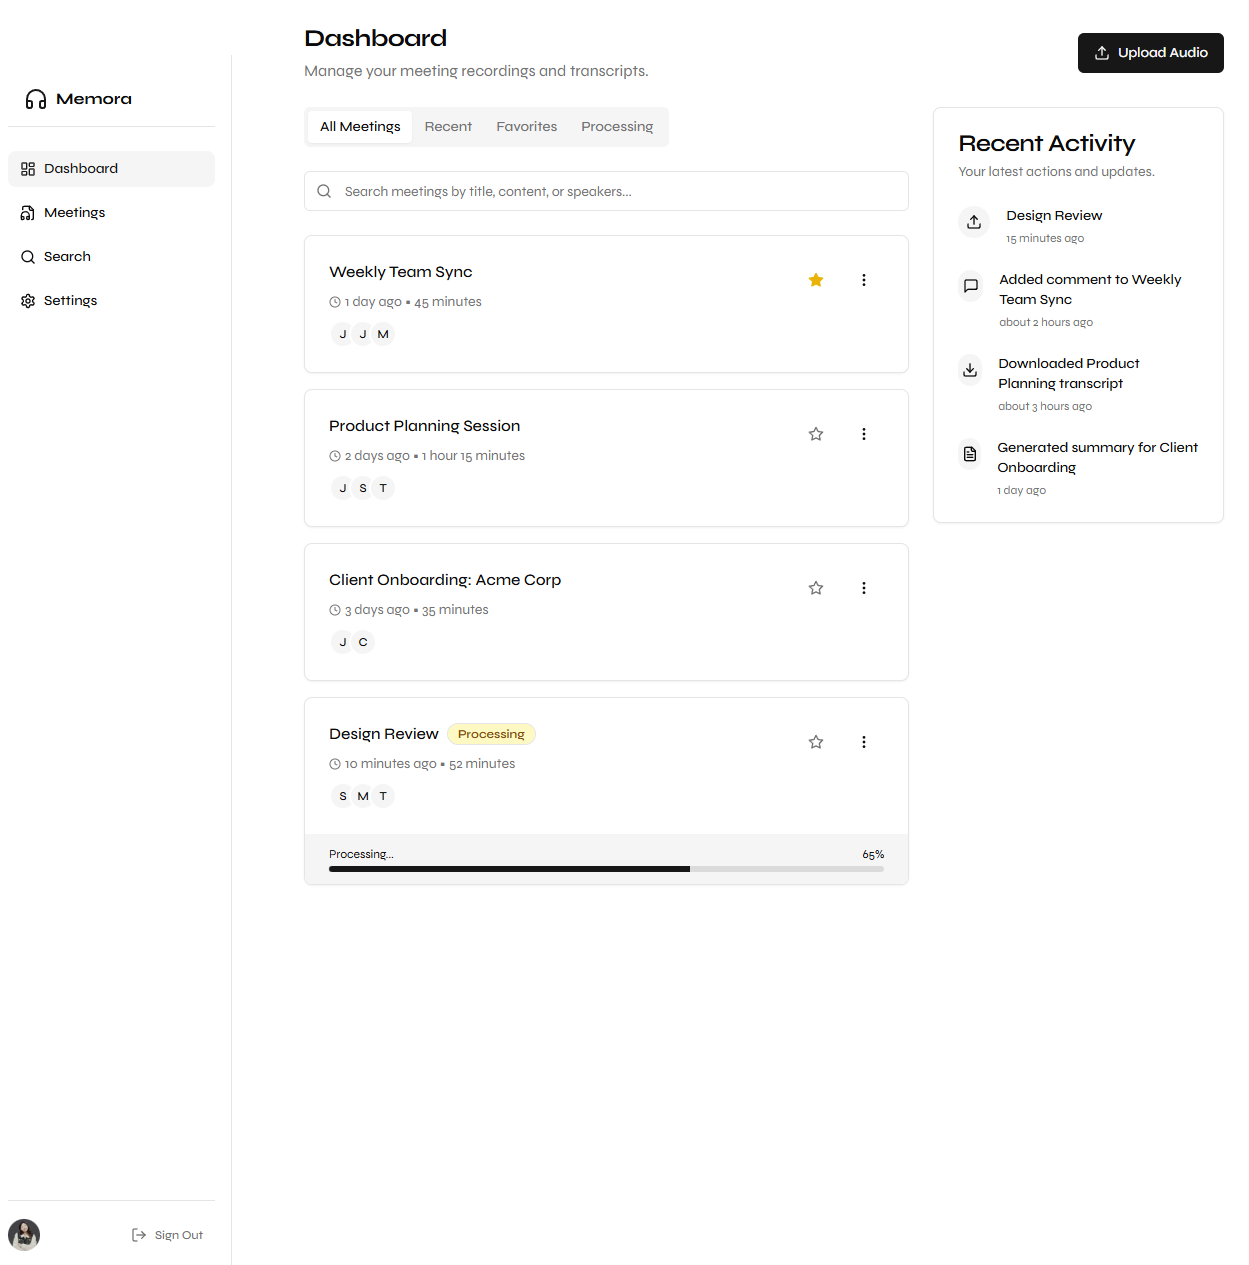 Memora
Dashboard
Meetings
Search
Settings
Sign Out
Dashboard
Manage your meeting recordings and transcripts.
Upload Audio
All Meetings
Recent
Favorites
Processing
Search meetings by title, content, or speakers...
Weekly Team Sync
1 day ago • 45 minutes
J J M
Product Planning Session
2 days ago • 1 hour 15 minutes
J S T
Client Onboarding: Acme Corp
3 days ago • 35 minutes
J C
Design Review Processing
10 minutes ago • 52 minutes
S M T
Processing... 65%
Recent Activity
Your latest actions and updates.
Design Review
15 minutes ago
Added comment to Weekly
Team Sync
about 2 hours ago
Downloaded Product
Planning transcript
about 3 hours ago
Generated summary for Client
Onboarding
1 day ago